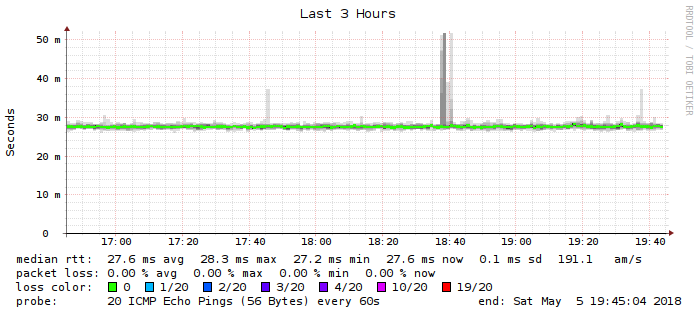 Last 3 Hours
RRDTOOL / TOBI OETIKER
Seconds
50 m
40 m
30 m
20 m
10 m
0
17:00 17:20 17:40 18:00 18:20 18:40 19:00 19:20 19:40
median rtt: 27.6 ms avg 28.3 ms max 27.2 ms min 27.6 ms now 0.1 ms sd 191.1 am/s
packet loss: 0.00 % avg 0.00 % max 0.00 % min 0.00 % now
loss color: 0 1/20 2/20 3/20 4/20 10/20 19/20
probe: 20 ICMP Echo Pings (56 Bytes) every 60s end: Sat May 5 19:45:04 2018